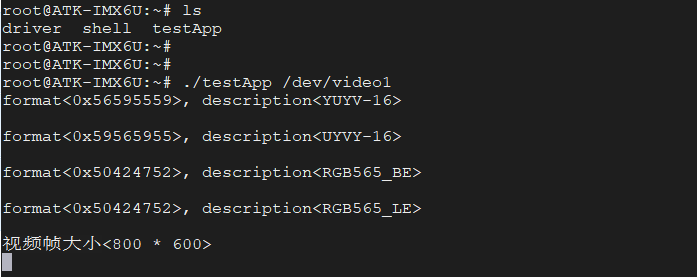 root@ATK-IMX6U:~# ls
driver  shell  testApp
root@ATK-IMX6U:~#
root@ATK-IMX6U:~#
root@ATK-IMX6U:~# ./testApp /dev/video1
format<0x56595559>, description<YUYV-16>
format<0x59565955>, description<UYVY-16>
format<0x50424752>, description<RGB565_BE>
format<0x50424752>, description<RGB565_LE>
视频帧大小<800 * 600>